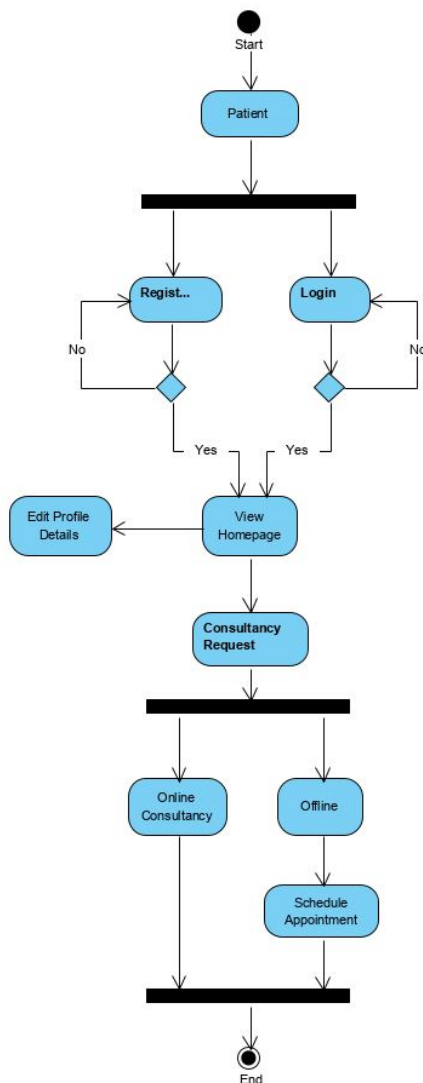 Start
Patient
Regist...
Login
No
No
Yes
Yes
Edit Profile
Details
View
Homepage
Consultancy
Request
Online
Consultancy
Offline
Schedule
Appointment
End